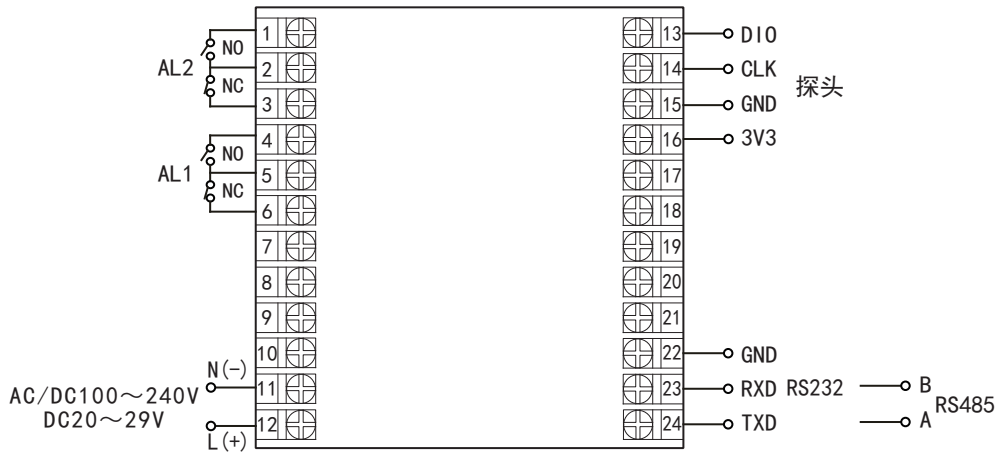 1 13 DIO
NO
AL2 2 14 CLK
NC 探头
3 15 GND
4 16 3V3
NO
AL1 5 17
NC
6 18
7 19
8 20
9 21
10 22 GND
N(-)
AC/DC100～240V 11 23 RXD RS232 B
DC20～29V RS485
12 24 TXD A
L(+)